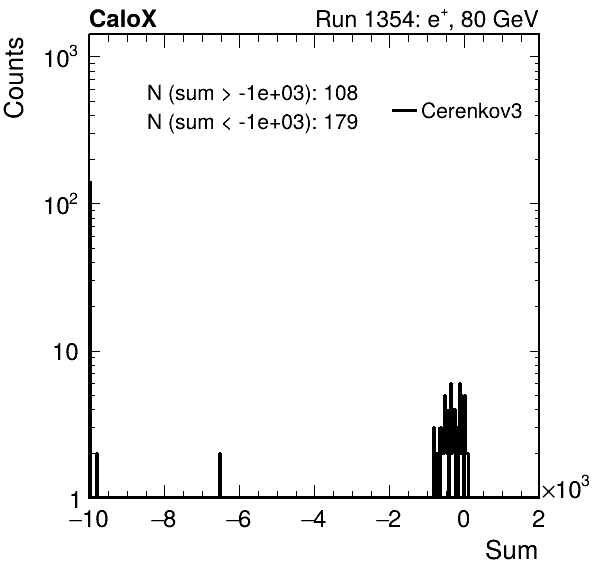 CaloX Run 1354: e⁺, 80 GeV
Counts
10³
N (sum > -1e+03): 108
N (sum < -1e+03): 179
Cerenkov3
10²
10
1
−10 −8 −6 −4 −2 0 2
×10³
Sum